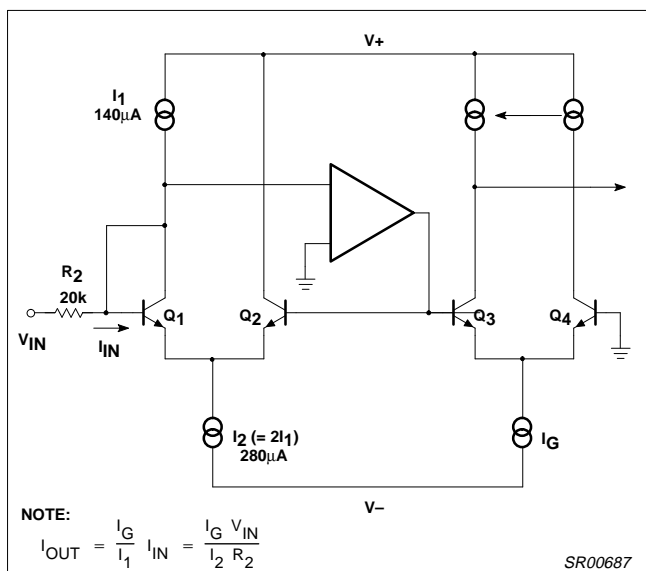 V+
I1
140µA
R2
20k
VIN
IIN
Q1
Q2
Q3
Q4
I2 (= 2I1)
280µA
IG
V–
NOTE:
IOUT = IG/I1 IIN = IG VIN/I2 R2
SR00687